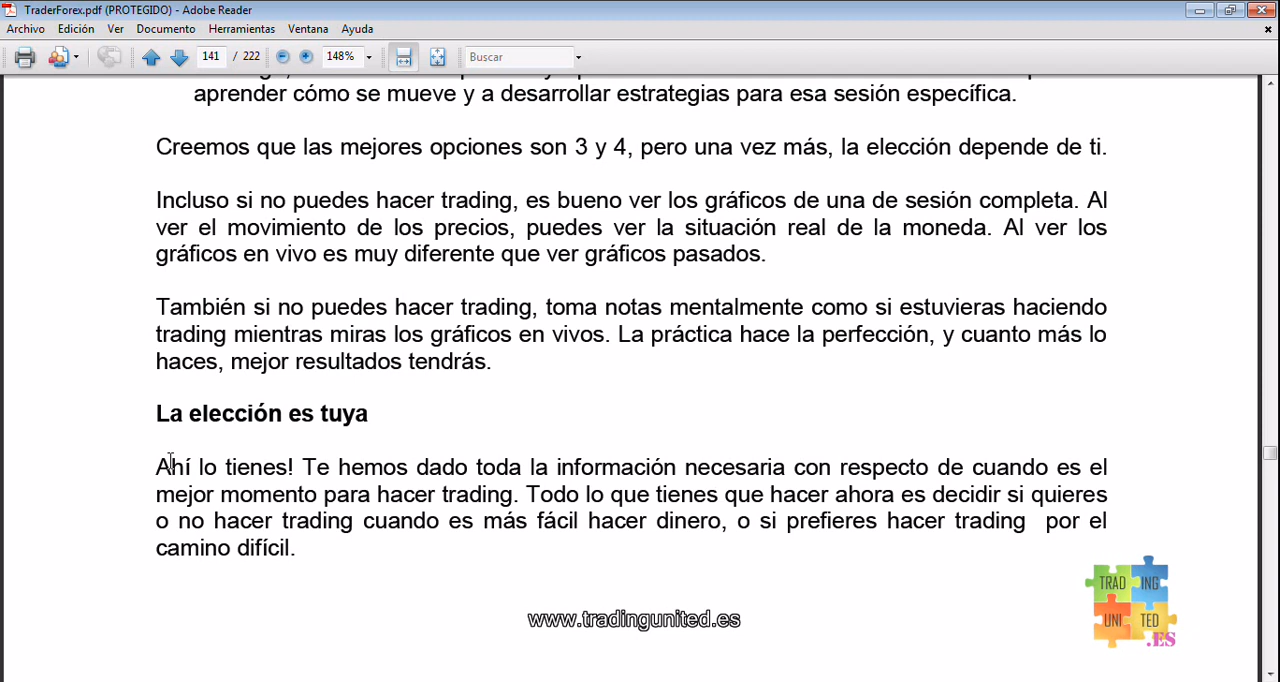 TraderForex.pdf (PROTEGIDO) - Adobe Reader
Archivo Edición Ver Documento Herramientas Ventana Ayuda
141 / 222 148% Buscar
aprender cómo se mueve y a desarrollar estrategias para esa sesión específica.
Creemos que las mejores opciones son 3 y 4, pero una vez más, la elección depende de ti.
Incluso si no puedes hacer trading, es bueno ver los gráficos de una de sesión completa. Al
ver el movimiento de los precios, puedes ver la situación real de la moneda. Al ver los
gráficos en vivo es muy diferente que ver gráficos pasados.
También si no puedes hacer trading, toma notas mentalmente como si estuvieras haciendo
trading mientras miras los gráficos en vivos. La práctica hace la perfección, y cuanto más lo
haces, mejor resultados tendrás.
La elección es tuya
Ahí lo tienes! Te hemos dado toda la información necesaria con respecto de cuando es el
mejor momento para hacer trading. Todo lo que tienes que hacer ahora es decidir si quieres
o no hacer trading cuando es más fácil hacer dinero, o si prefieres hacer trading por el
camino difícil.
www.tradingunited.es
TRAD ING
UNI TED
.ES